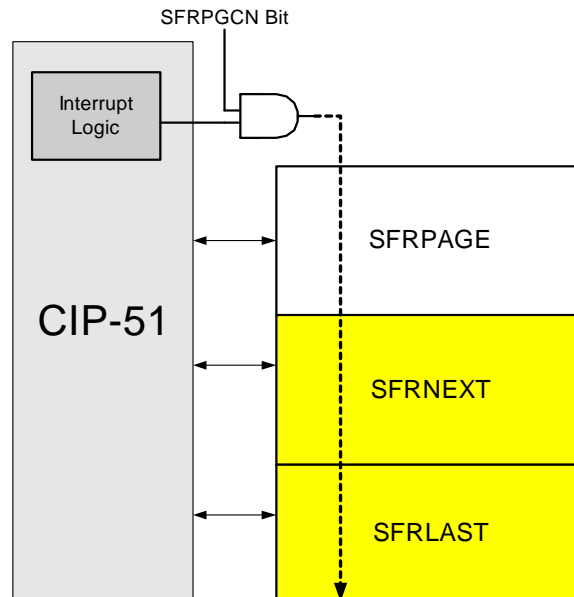 SFRPGCN Bit
Interrupt
Logic
SFRPAGE
CIP-51
SFRNEXT
SFRLAST